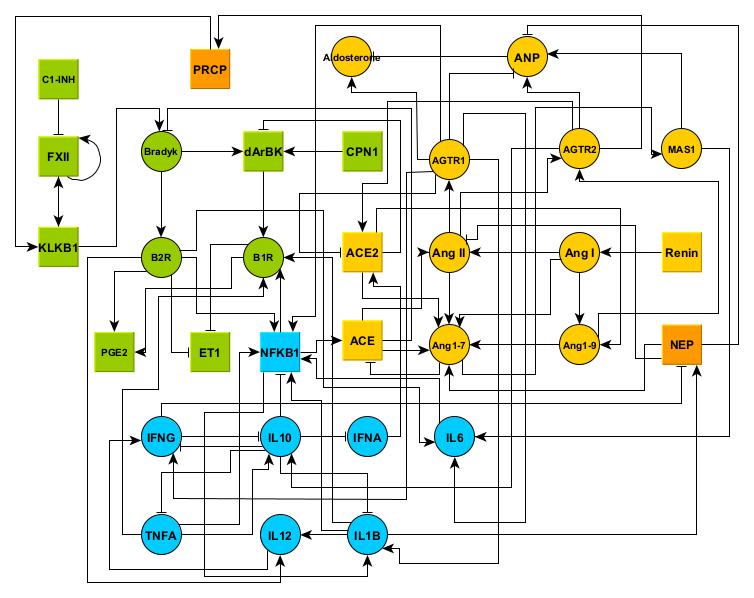 Aldosterone
ANP
PRCP
C1-INH
FXII
Bradyk
dArBK
CPN1
AGTR1
AGTR2
MAS1
KLKB1
B2R
B1R
ACE2
Ang II
Ang I
Renin
PGE2
ET1
NFKB1
ACE
Ang1-7
Ang1-9
NEP
IFNG
IL10
IFNA
IL6
TNFA
IL12
IL1B